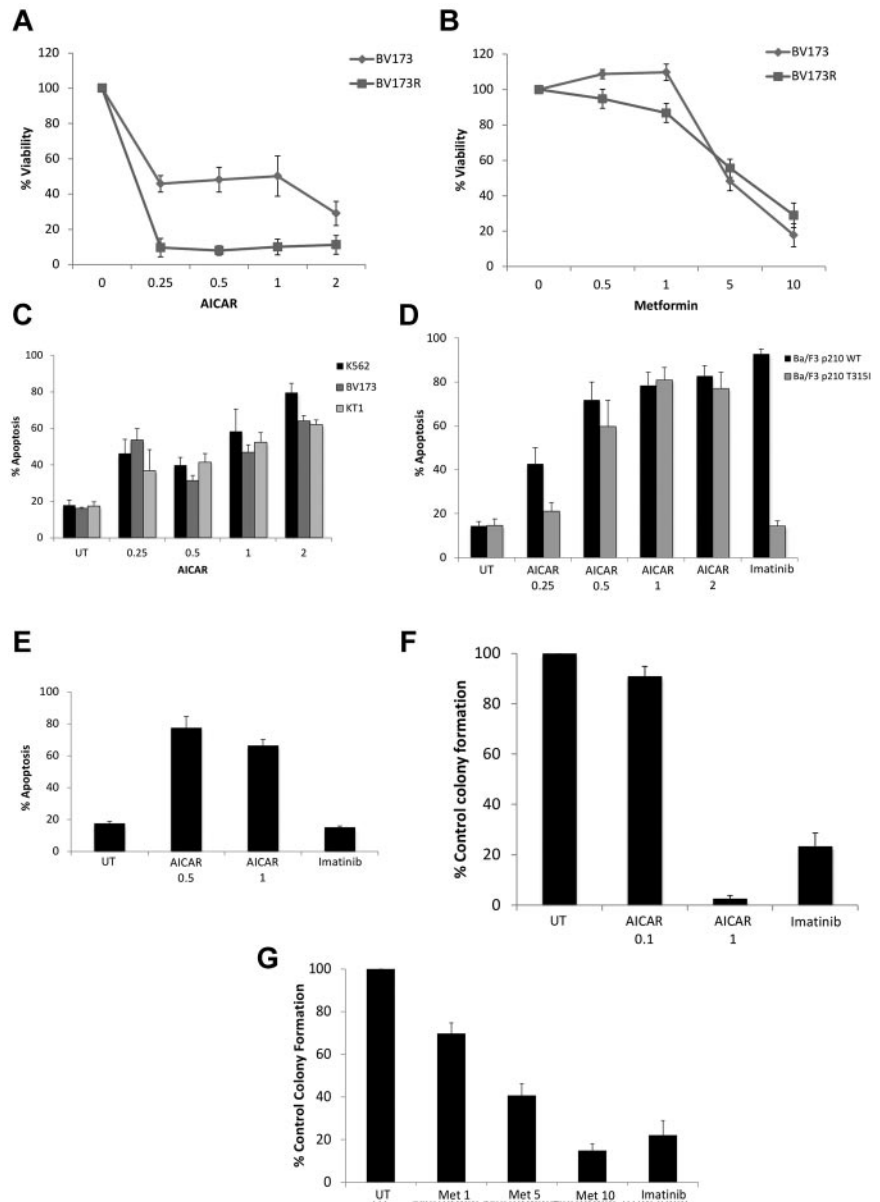 A
120
100
80
60
40
20
0
% Viability
BV173
BV173R
0 0.25 0.5 1 2
AICAR
B
120
100
80
60
40
20
0
% Viability
BV173
BV173R
0 0.5 1 5 10
Metformin
C
100
80
60
40
20
0
% Apoptosis
K562
BV173
KT1
UT 0.25 0.5 1 2
AICAR
D
100
80
60
40
20
0
% Apoptosis
Ba/F3 p210 WT
Ba/F3 p210 T315I
UT AICAR AICAR AICAR AICAR Imatinib
0.25 0.5 1 2
E
100
80
60
40
20
0
% Apoptosis
UT AICAR AICAR Imatinib
0.5 1
F
100
80
60
40
20
0
% Control colony formation
UT AICAR AICAR Imatinib
0.1 1
G
100
80
60
40
20
0
% Control Colony Formation
UT Met 1 Met 5 Met 10 Imatinib